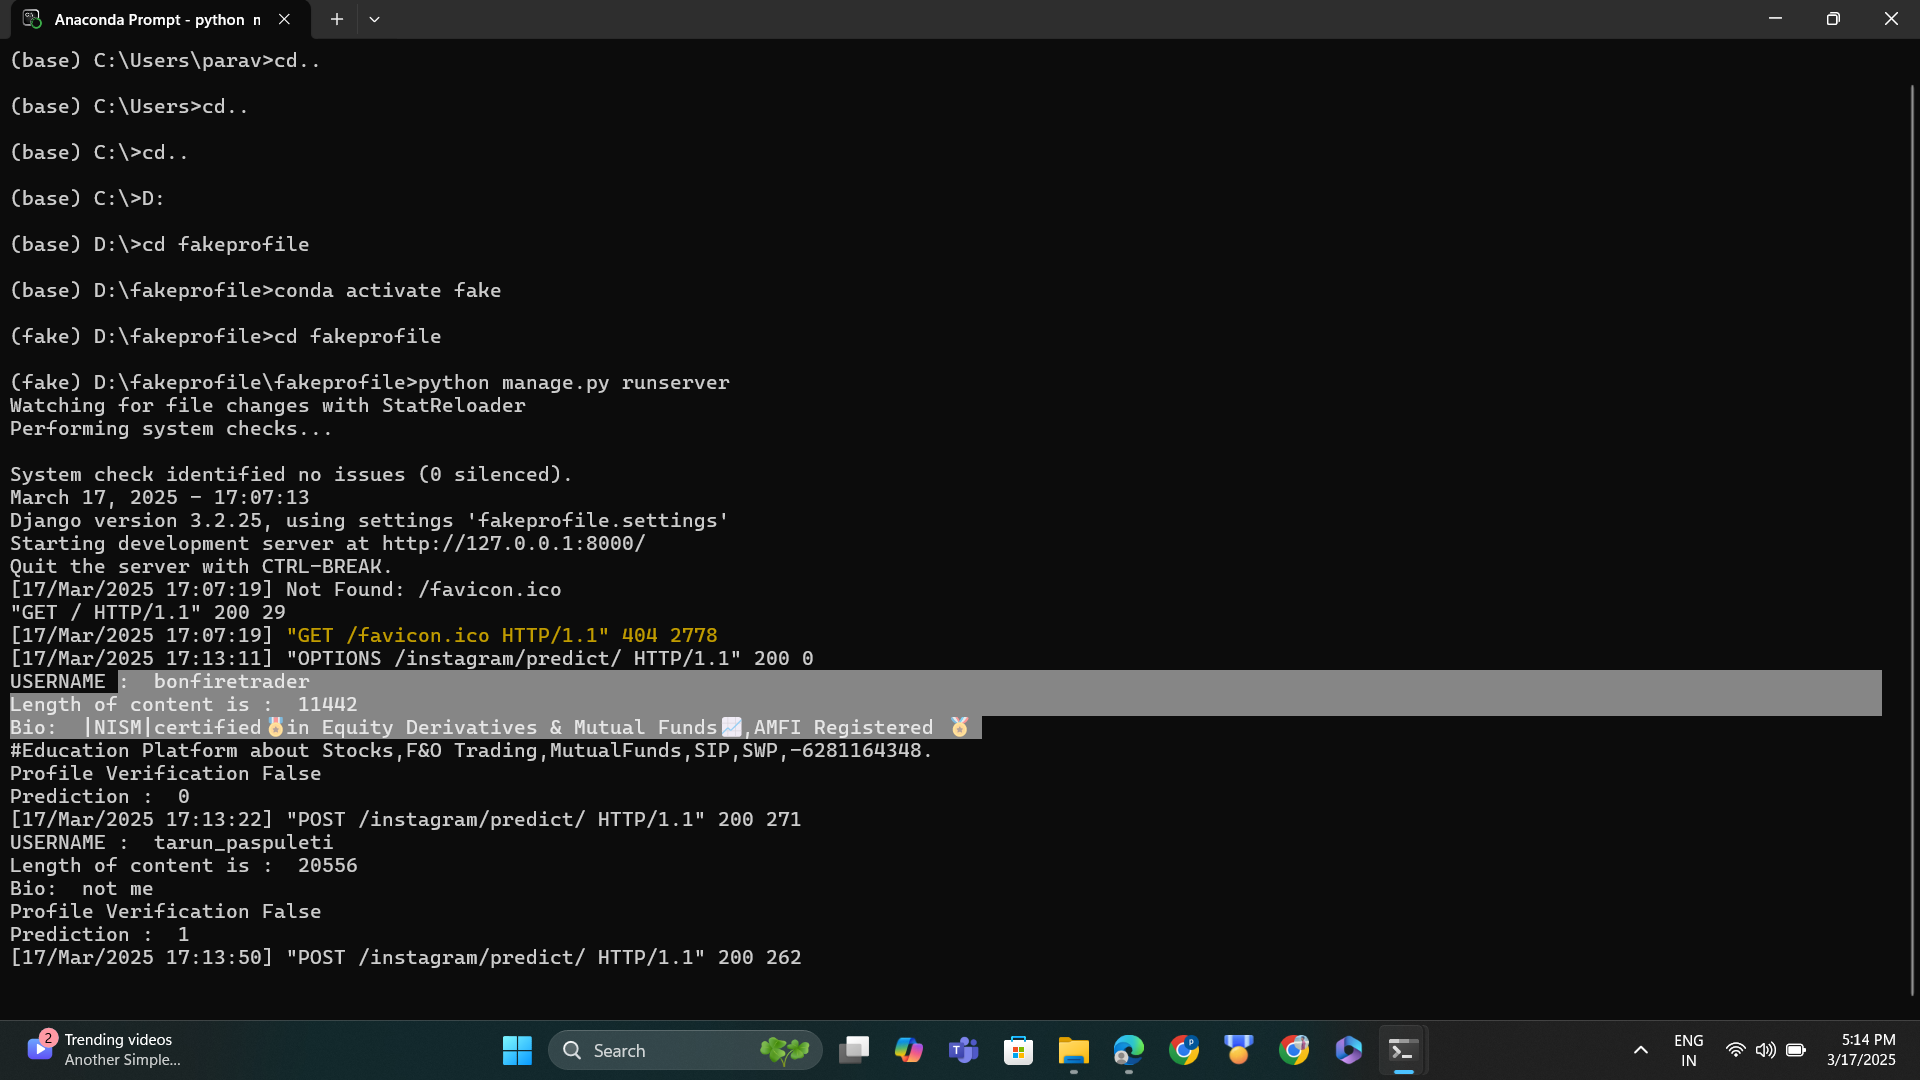 Anaconda Prompt - python m
(base) C:\Users\parav>cd..
(base) C:\Users>cd..
(base) C:\>cd..
(base) C:\>D:
(base) D:\>cd fakeprofile
(base) D:\fakeprofile>conda activate fake
(fake) D:\fakeprofile>cd fakeprofile
(fake) D:\fakeprofile\fakeprofile>python manage.py runserver
Watching for file changes with StatReloader
Performing system checks...
System check identified no issues (0 silenced).
March 17, 2025 - 17:07:13
Django version 3.2.25, using settings 'fakeprofile.settings'
Starting development server at http://127.0.0.1:8000/
Quit the server with CTRL-BREAK.
[17/Mar/2025 17:07:19] Not Found: /favicon.ico
"GET / HTTP/1.1" 200 29
[17/Mar/2025 17:07:19] "GET /favicon.ico HTTP/1.1" 404 2778
[17/Mar/2025 17:13:11] "OPTIONS /instagram/predict/ HTTP/1.1" 200 0
USERNAME :  bonfiretrader
Length of content is :  11442
Bio:  |NISM|certified🏅in Equity Derivatives & Mutual Funds📈,AMFI Registered 🏅
#Education Platform about Stocks,F&O Trading,MutualFunds,SIP,SWP,-6281164348.
Profile Verification False
Prediction :  0
[17/Mar/2025 17:13:22] "POST /instagram/predict/ HTTP/1.1" 200 271
USERNAME :  tarun_paspuleti
Length of content is :  20556
Bio:  not me
Profile Verification False
Prediction :  1
[17/Mar/2025 17:13:50] "POST /instagram/predict/ HTTP/1.1" 200 262
2
Trending videos
Another Simple...
Search
ENG
IN
5:14 PM
3/17/2025